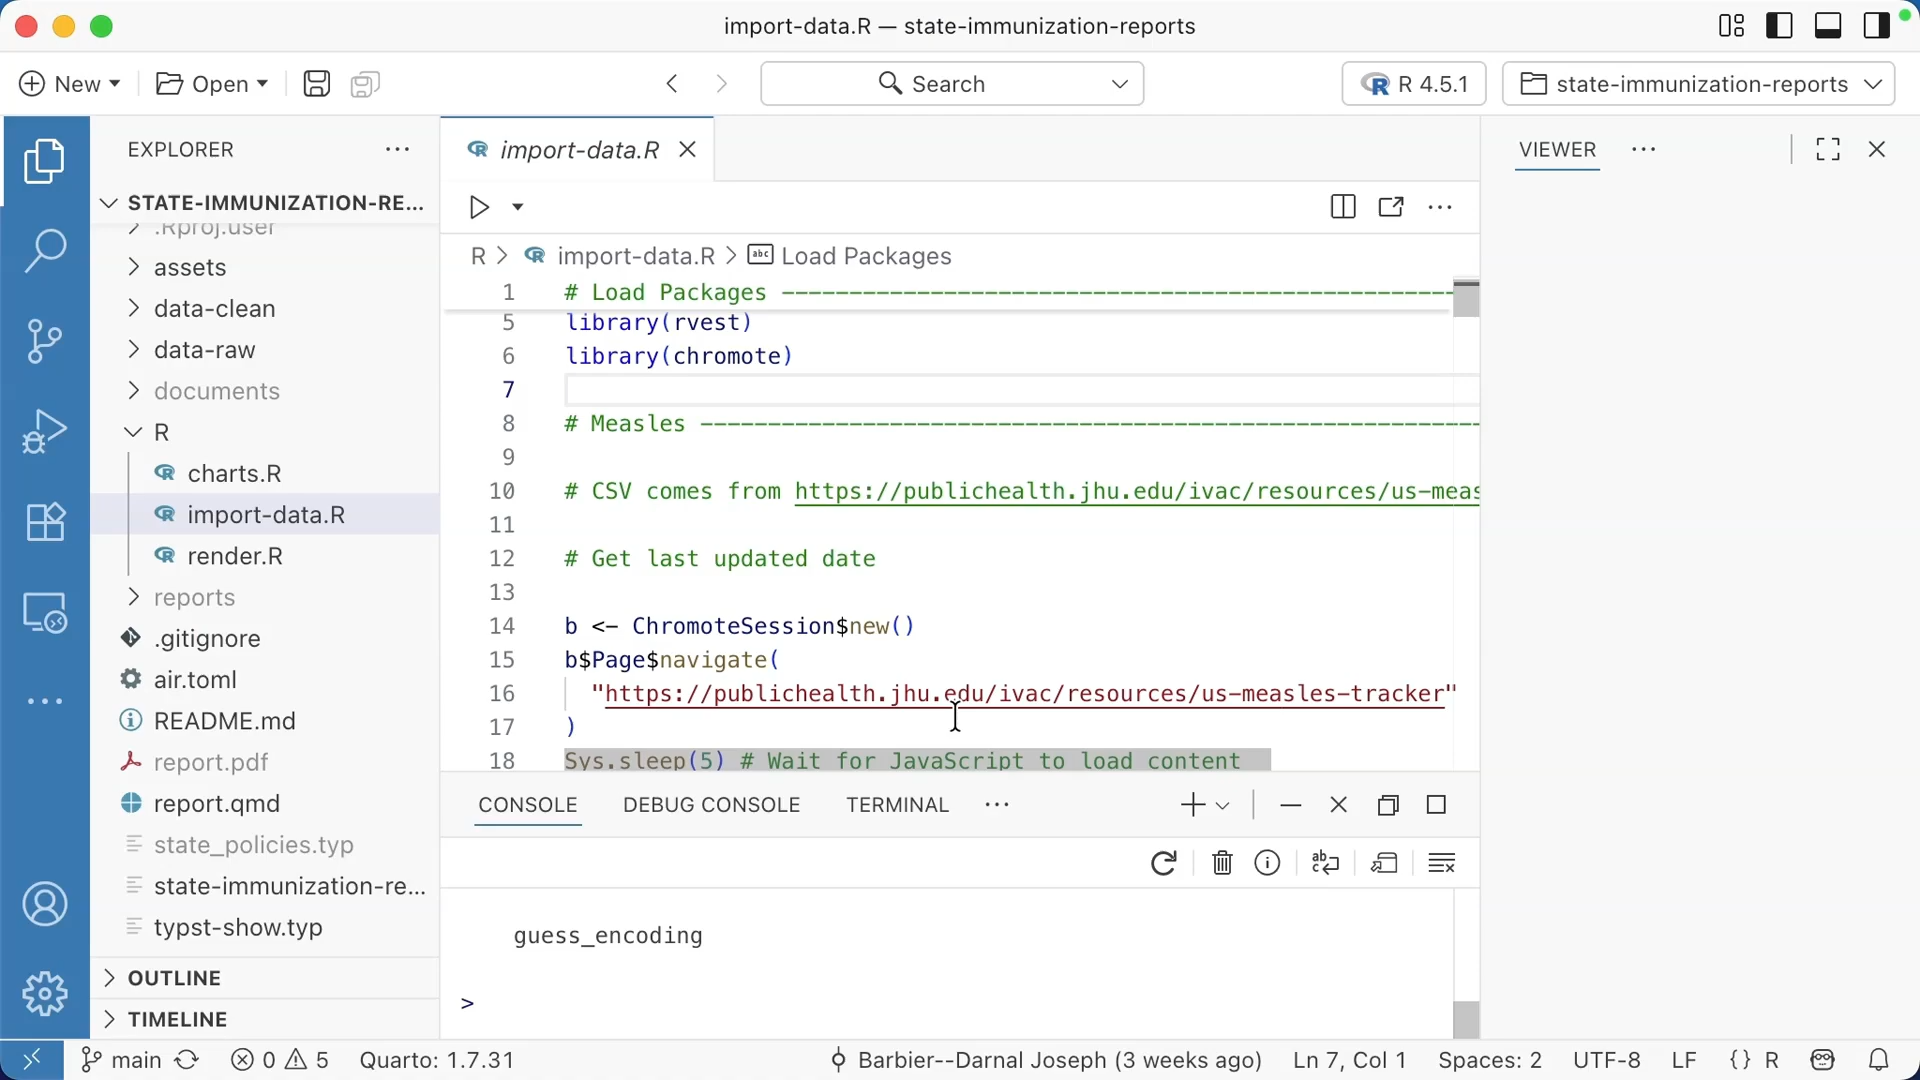 import-data.R — state-immunization-reports
New
Open
Search
R 4.5.1
state-immunization-reports
EXPLORER
STATE-IMMUNIZATION-RE...
.Rproj.user
assets
data-clean
data-raw
documents
R
charts.R
import-data.R
render.R
reports
.gitignore
air.toml
README.md
report.pdf
report.qmd
state_policies.typ
state-immunization-re...
typst-show.typ
OUTLINE
TIMELINE
import-data.R
R > import-data.R > abc Load Packages
1 # Load Packages ------------------------------------------------
5 library(rvest)
6 library(chromote)
7
8 # Measles ---------------------------------------------------------
9
10 # CSV comes from https://publichealth.jhu.edu/ivac/resources/us-meas
11
12 # Get last updated date
13
14 b <- ChromoteSession$new()
15 b$Page$navigate(
16 "https://publichealth.jhu.edu/ivac/resources/us-measles-tracker"
17 )
18 Sys.sleep(5) # Wait for JavaScript to load content
CONSOLE
DEBUG CONSOLE
TERMINAL
guess_encoding
>
VIEWER
main
0
5
Quarto: 1.7.31
Barbier--Darnal Joseph (3 weeks ago)
Ln 7, Col 1
Spaces: 2
UTF-8
LF
{} R